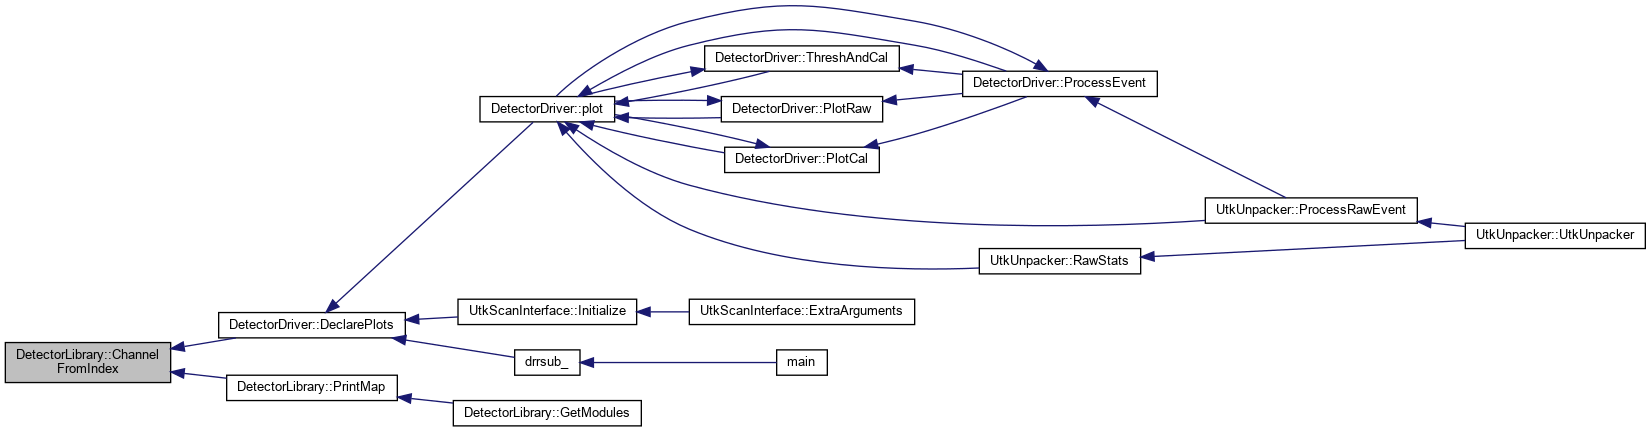 DetectorDriver::ThreshAndCal
DetectorDriver::ProcessEvent
DetectorDriver::plot
DetectorDriver::PlotRaw
DetectorDriver::PlotCal
UtkUnpacker::ProcessRawEvent
UtkUnpacker::UtkUnpacker
UtkUnpacker::RawStats
UtkScanInterface::Initialize
UtkScanInterface::ExtraArguments
DetectorDriver::DeclarePlots
DetectorLibrary::Channel
FromIndex
drrsub_
main
DetectorLibrary::PrintMap
DetectorLibrary::GetModules